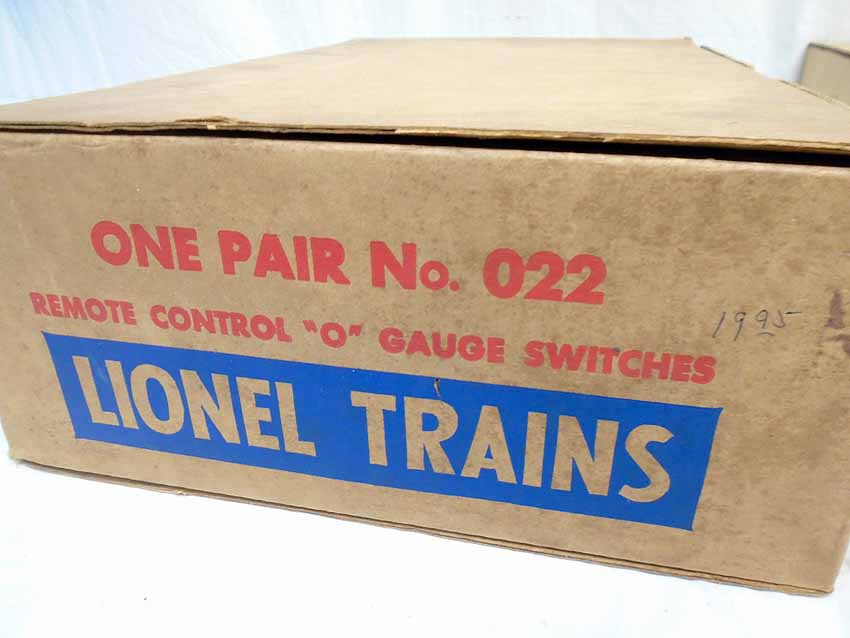 ONE PAIR No. 022
REMOTE CONTROL "O" GAUGE SWITCHES
1995
LIONEL TRAINS